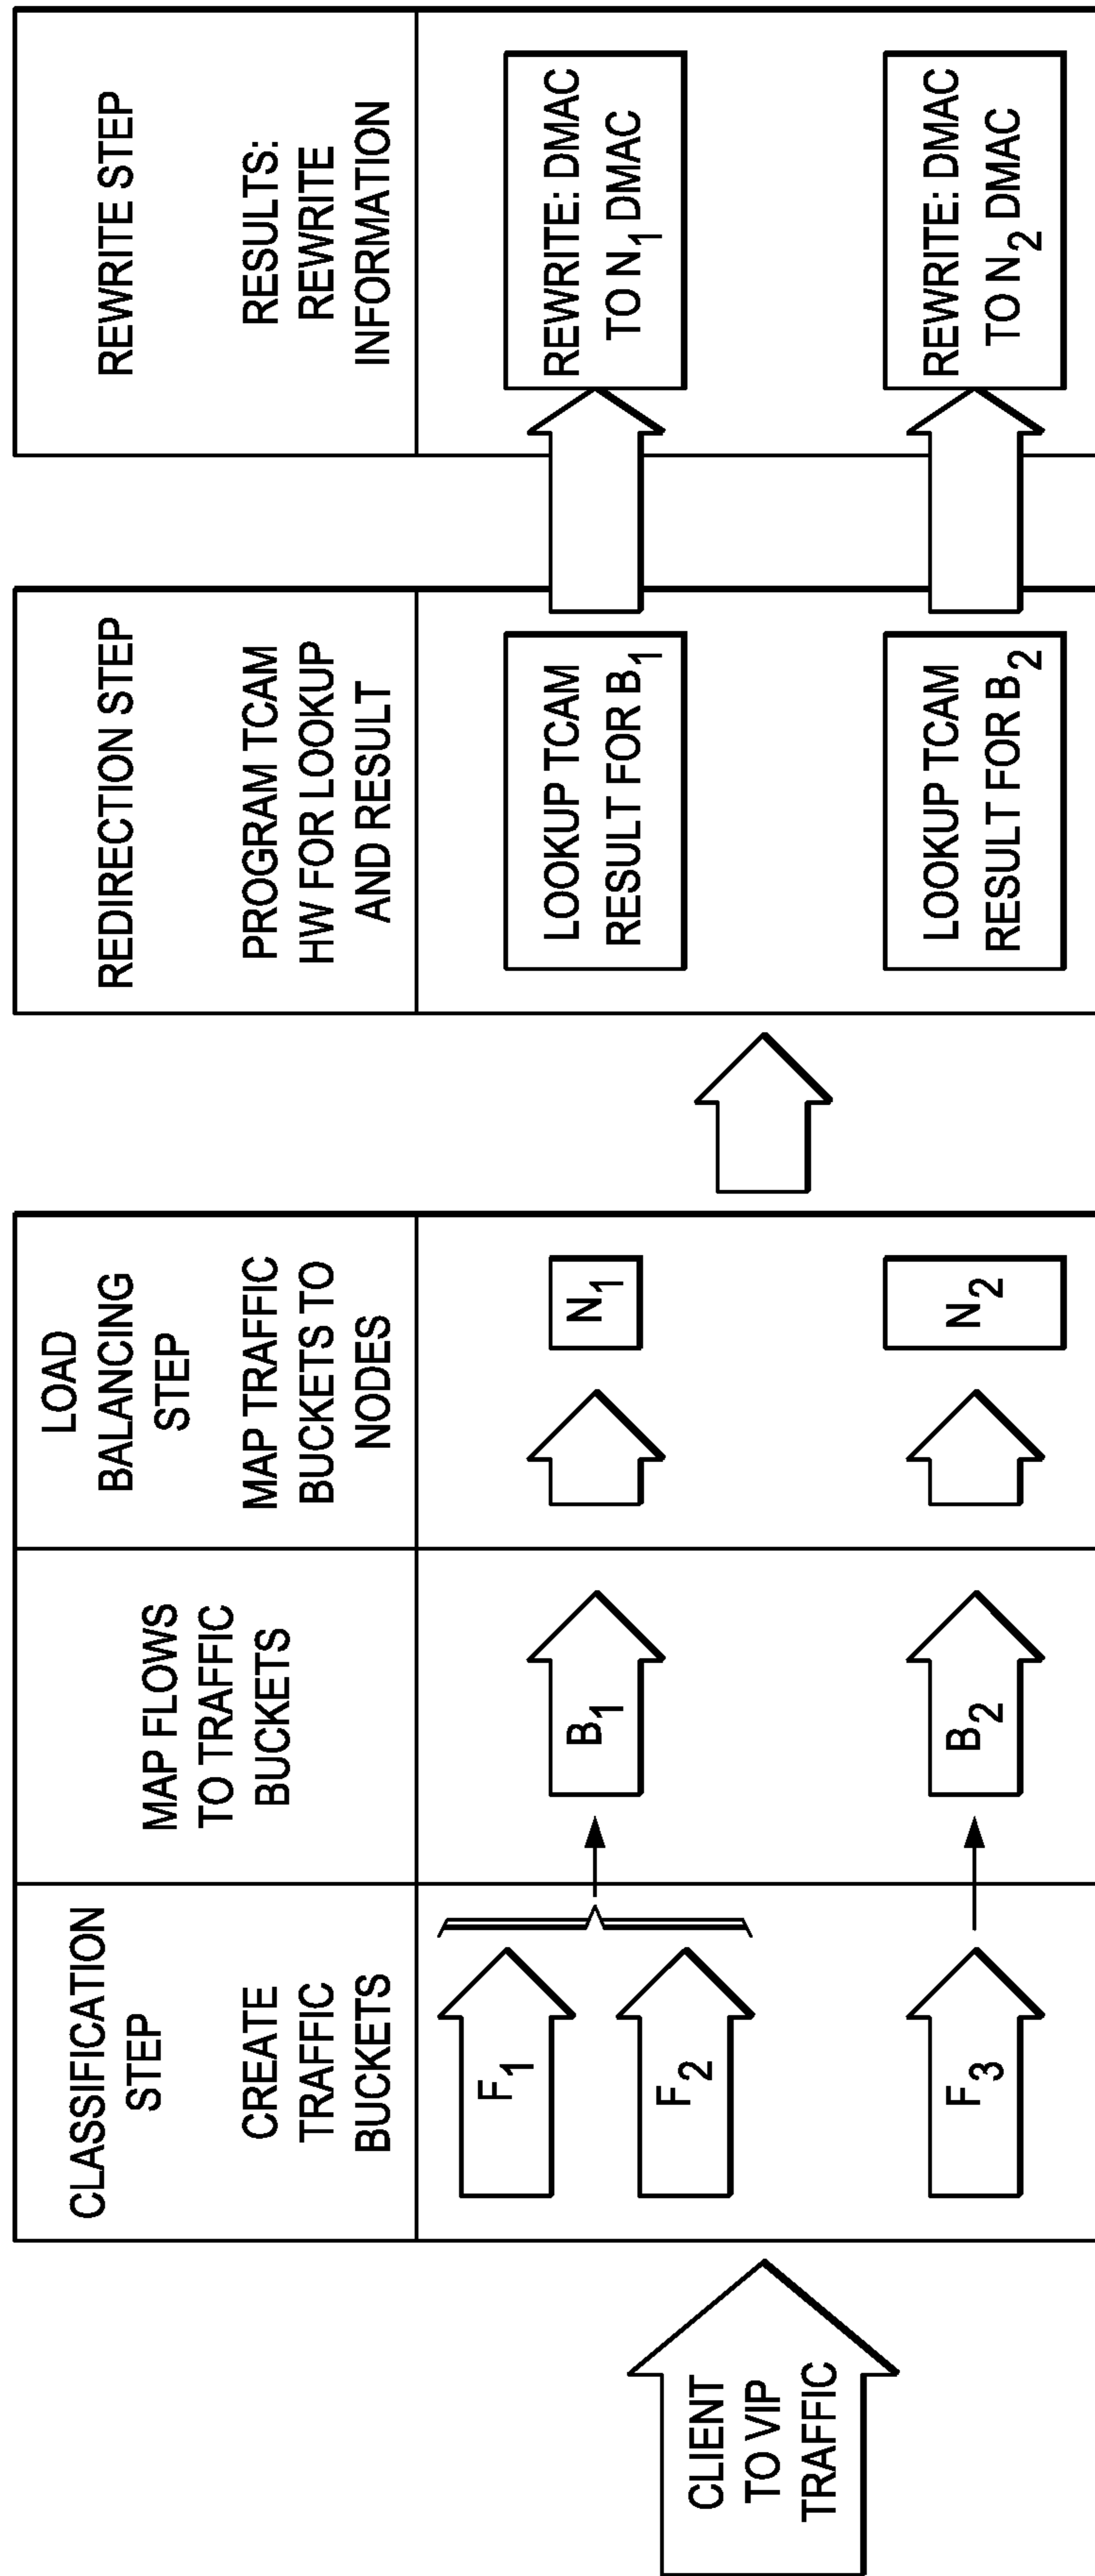 CLIENT
TO VIP
TRAFFIC
CLASSIFICATION
STEP
CREATE
TRAFFIC
BUCKETS
F1
F2
F3
MAP FLOWS
TO TRAFFIC
BUCKETS
B1
B2
LOAD
BALANCING
STEP
MAP TRAFFIC
BUCKETS TO
NODES
N1
N2
REDIRECTION STEP
PROGRAM TCAM
HW FOR LOOKUP
AND RESULT
LOOKUP TCAM
RESULT FOR B1
LOOKUP TCAM
RESULT FOR B2
REWRITE STEP
RESULTS:
REWRITE
INFORMATION
REWRITE: DMAC
TO N1 DMAC
REWRITE: DMAC
TO N2 DMAC